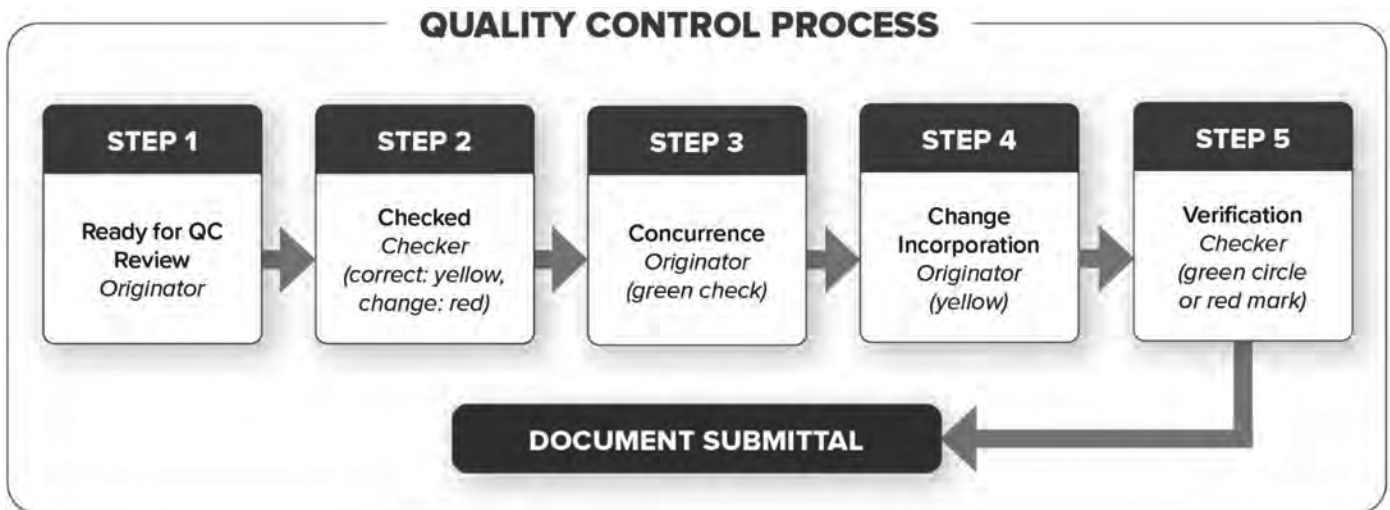 QUALITY CONTROL PROCESS
STEP 1
Ready for QC
Review
Originator
STEP 2
Checked
Checker
(correct: yellow,
change: red)
STEP 3
Concurrence
Originator
(green check)
STEP 4
Change
Incorporation
Originator
(yellow)
STEP 5
Verification
Checker
(green circle
or red mark)
DOCUMENT SUBMITTAL